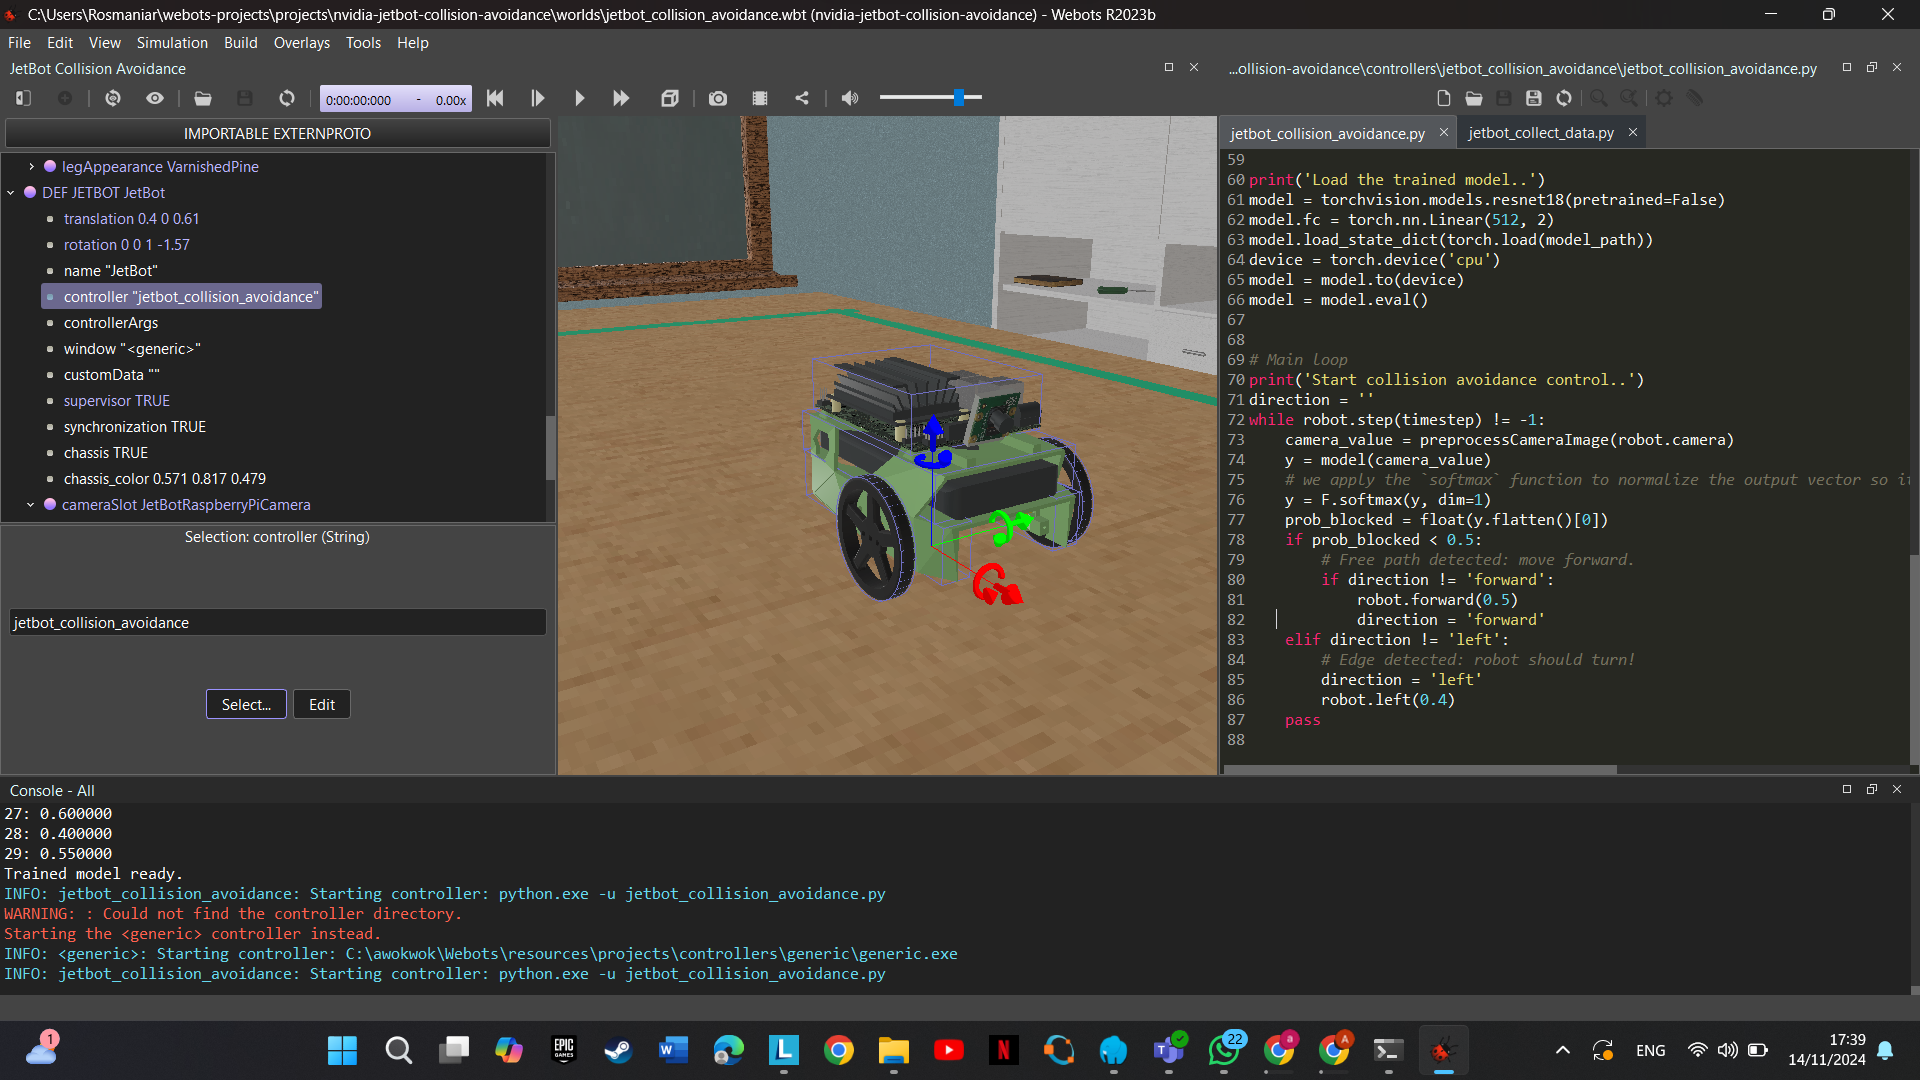 C:\Users\Rosmaniar\webots-projects\projects\nvidia-jetbot-collision-avoidance\worlds\jetbot_collision_avoidance.wbt (nvidia-jetbot-collision-avoidance) - Webots R2023b
File Edit View Simulation Build Overlays Tools Help
JetBot Collision Avoidance
0:00:00:000 - 0.00x
IMPORTABLE EXTERNPROTO
legAppearance VarnishedPine
DEF JETBOT JetBot
translation 0.4 0 0.61
rotation 0 0 1 -1.57
name "JetBot"
controller "jetbot_collision_avoidance"
controllerArgs
window "<generic>"
customData ""
supervisor TRUE
synchronization TRUE
chassis TRUE
chassis_color 0.571 0.817 0.479
cameraSlot JetBotRaspberryPiCamera
Selection: controller (String)
jetbot_collision_avoidance
Select... Edit
...ollision-avoidance\controllers\jetbot_collision_avoidance\jetbot_collision_avoidance.py
jetbot_collision_avoidance.py jetbot_collect_data.py
59
60 print('Load the trained model..')
61 model = torchvision.models.resnet18(pretrained=False)
62 model.fc = torch.nn.Linear(512, 2)
63 model.load_state_dict(torch.load(model_path))
64 device = torch.device('cpu')
65 model = model.to(device)
66 model = model.eval()
67
68
69 # Main loop
70 print('Start collision avoidance control..')
71 direction = ''
72 while robot.step(timestep) != -1:
73     camera_value = preprocessCameraImage(robot.camera)
74     y = model(camera_value)
75     # we apply the `softmax` function to normalize the output vector so i
76     y = F.softmax(y, dim=1)
77     prob_blocked = float(y.flatten()[0])
78     if prob_blocked < 0.5:
79         # Free path detected: move forward.
80         if direction != 'forward':
81             robot.forward(0.5)
82             direction = 'forward'
83     elif direction != 'left':
84         # Edge detected: robot should turn!
85         direction = 'left'
86         robot.left(0.4)
87     pass
88
Console - All
27: 0.600000
28: 0.400000
29: 0.550000
Trained model ready.
INFO: jetbot_collision_avoidance: Starting controller: python.exe -u jetbot_collision_avoidance.py
WARNING: : Could not find the controller directory.
Starting the <generic> controller instead.
INFO: <generic>: Starting controller: C:\awokwok\Webots\resources\projects\controllers\generic\generic.exe
INFO: jetbot_collision_avoidance: Starting controller: python.exe -u jetbot_collision_avoidance.py
1
EPIC GAMES
W
L
N
T
22
a
A
ENG
17:39
14/11/2024